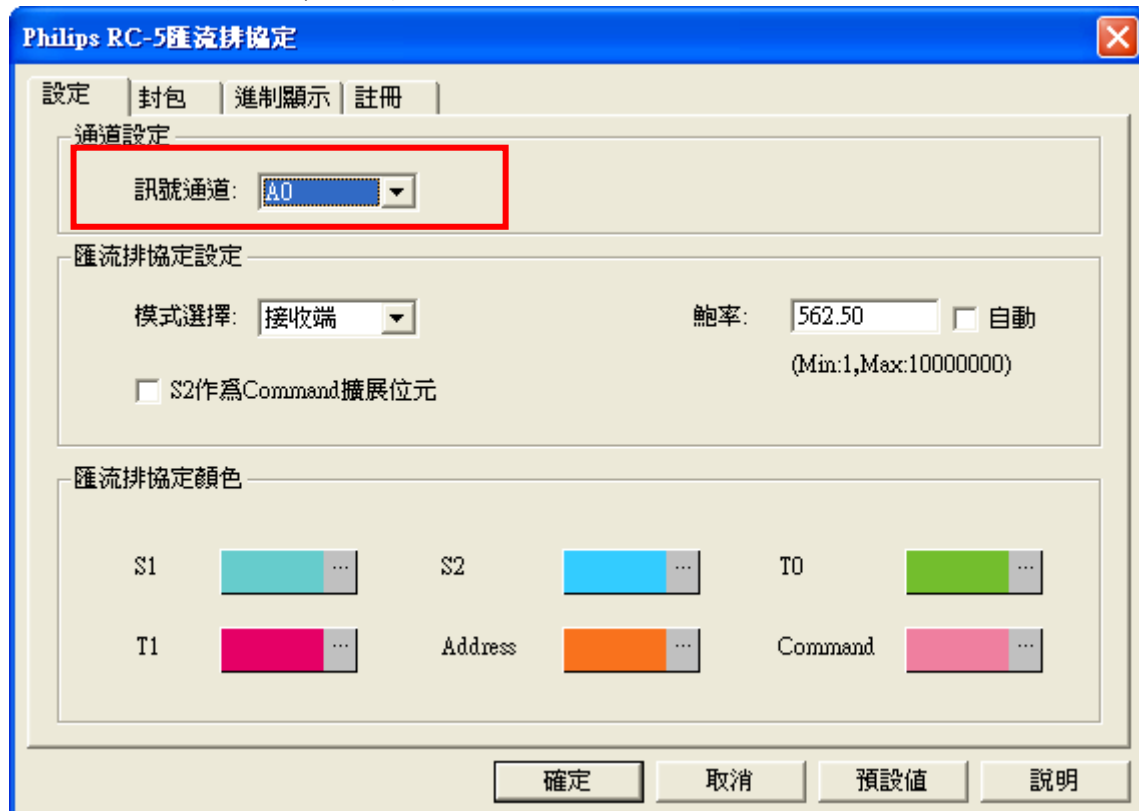 Philips RC-5匯流排協定
設定 封包 進制顯示 註冊
通道設定
訊號通道: A0
匯流排協定設定
模式選擇: 接收端 鮑率: 562.50 自動
(Min:1,Max:10000000)
S2作爲Command擴展位元
匯流排協定顏色
S1 ... S2 ... T0 ...
T1 ... Address ... Command ...
確定 取消 預設值 說明